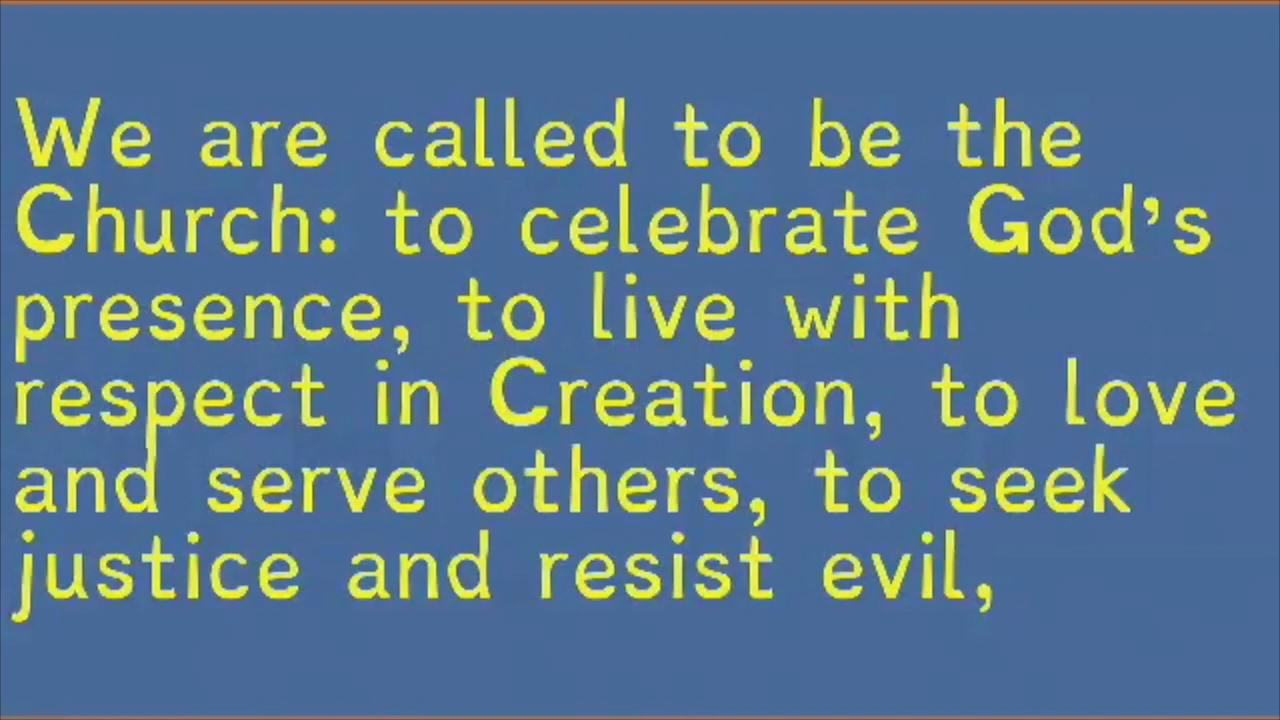 We are called to be the
Church: to celebrate God’s
presence, to live with
respect in Creation, to love
and serve others, to seek
justice and resist evil,